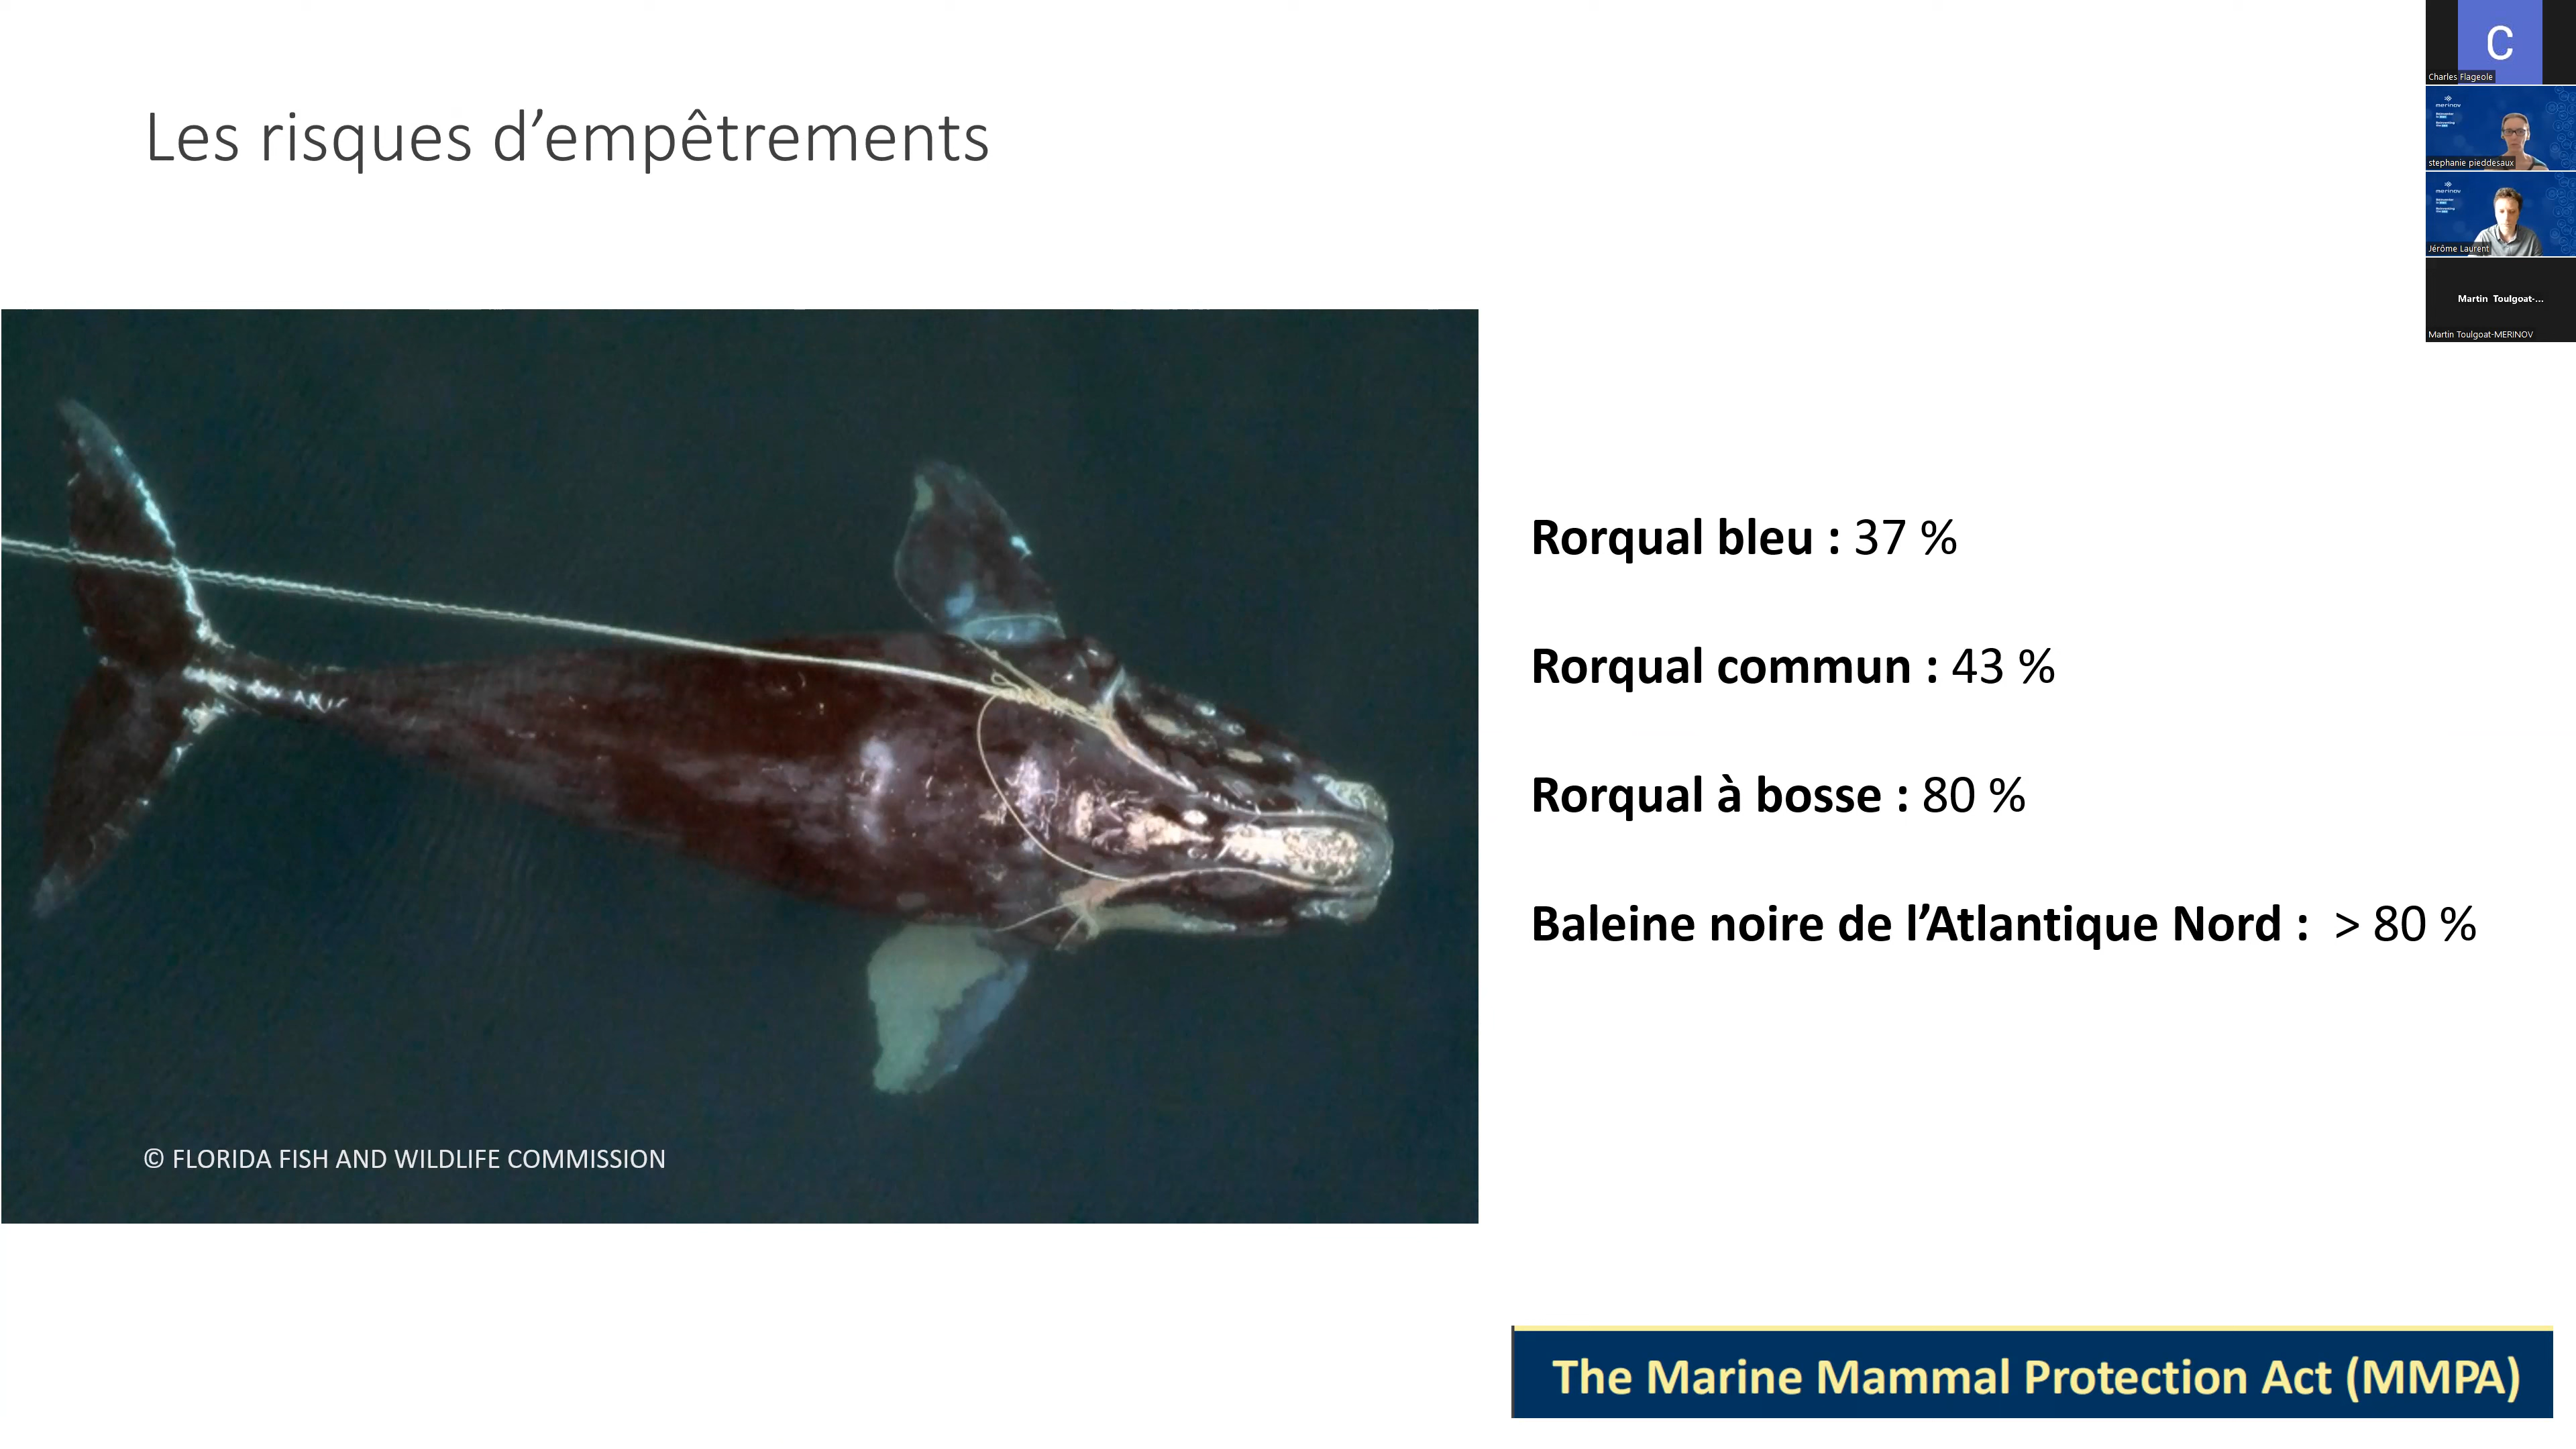 Les risques d’empêtrements
C
Charles Flageole
merinov
stephanie pieddesaux
merinov
Jérôme Laurent
Martin Toulgoat-...
Martin Toulgoat-MERINOV
Rorqual bleu : 37 %
Rorqual commun : 43 %
Rorqual à bosse : 80 %
Baleine noire de l’Atlantique Nord : > 80 %
© FLORIDA FISH AND WILDLIFE COMMISSION
The Marine Mammal Protection Act (MMPA)